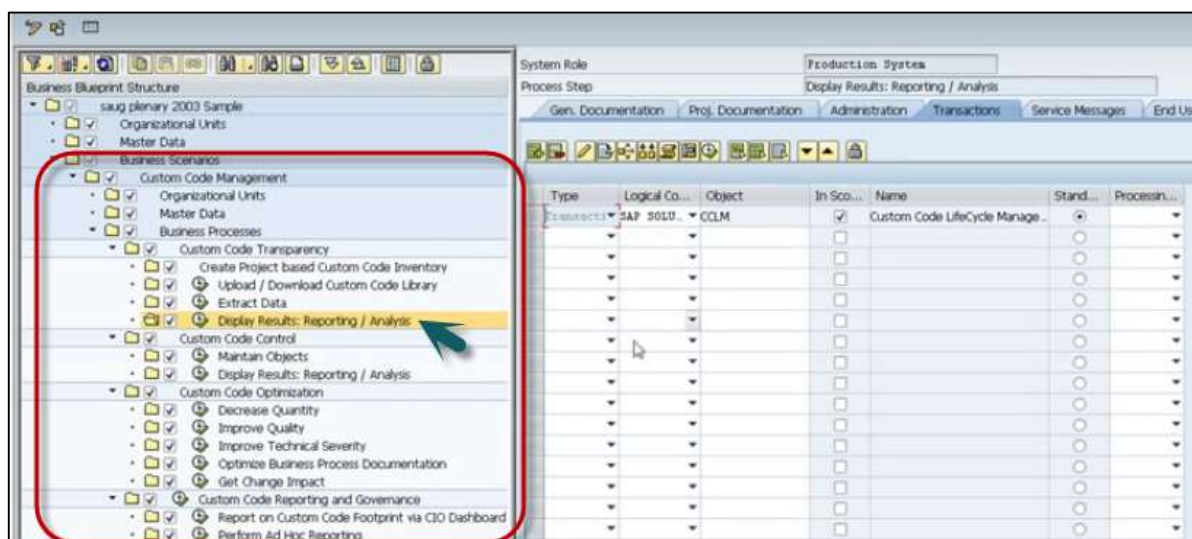 System Role Production System
Business Blueprint Structure
Process Step Display Results: Reporting / Analysis
saug plenary 2003 Sample
Organizational Units
Master Data
Business Scenarios
Custom Code Management
Organizational Units
Master Data
Business Processes
Custom Code Transparency
Create Project based Custom Code Inventory
Upload / Download Custom Code Library
Extract Data
Display Results: Reporting / Analysis
Custom Code Control
Maintain Objects
Display Results: Reporting / Analysis
Custom Code Optimization
Decrease Quantity
Improve Quality
Improve Technical Severity
Optimize Business Process Documentation
Get Change Impact
Custom Code Reporting and Governance
Report on Custom Code Footprint via CIO Dashboard
Perform Ad Hoc Reporting
Gen. Documentation Proj. Documentation Administration Transactions Service Messages End Us
Type Logical Co... Object In Sco... Name Stand... Processin...
Transacti SAP SOLU.. CCLM Custom Code LifeCycle Manage..